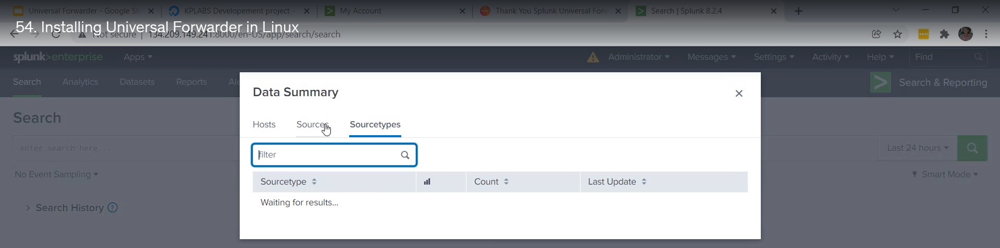 Universal Forwarder - Google Sli
KPLABS Developement project -
My Account
Thank You Splunk Universal Forw
Search | Splunk 8.2.4
54. Installing Universal Forwarder in Linux
Not secure | 134.209.149.241:8000/en-US/app/search/search
splunk>enterprise Apps
Administrator Messages Settings Activity Help Find
Search Analytics Datasets Reports Ale
Search & Reporting
Data Summary
Search
Hosts Sources Sourcetypes
enter search here...
Last 24 hours
filter
No Event Sampling
Smart Mode
Sourcetype Count Last Update
Waiting for results...
> Search History ?